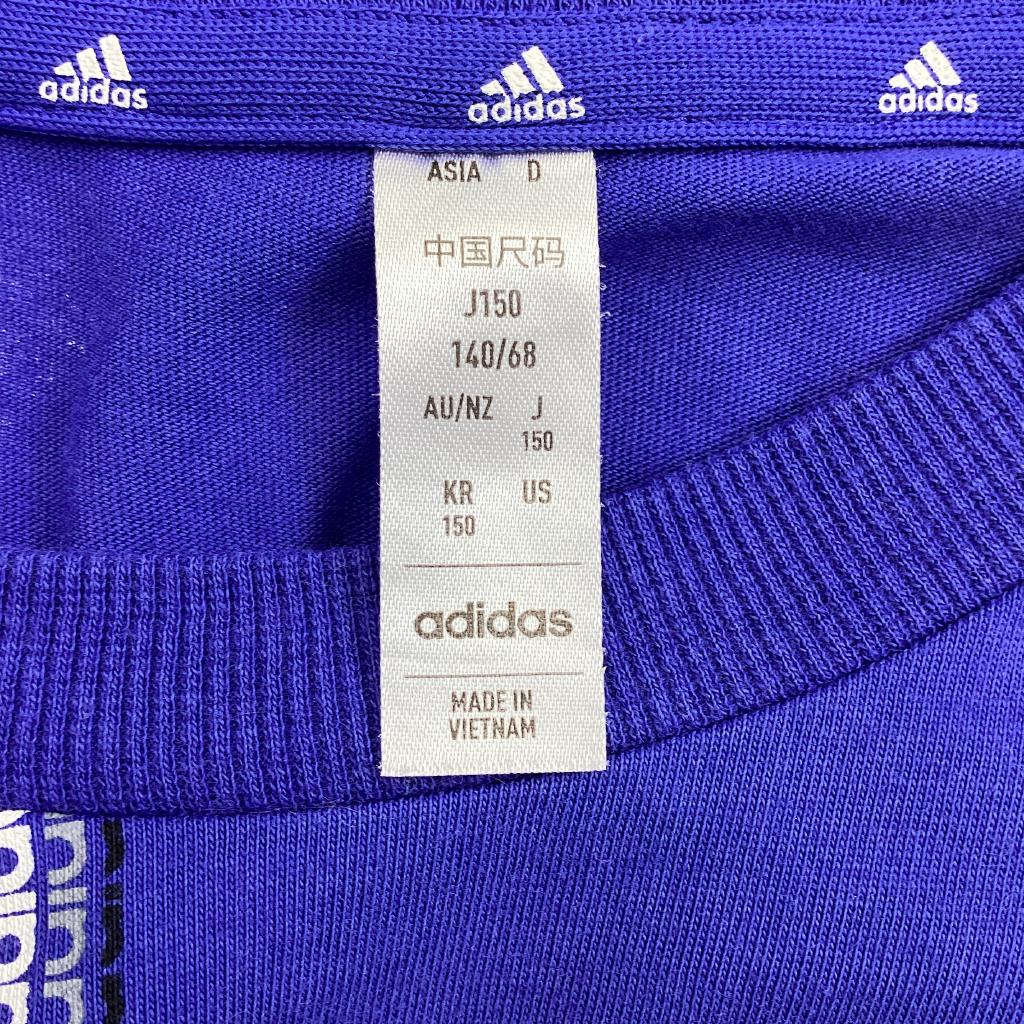 adidas adidas adidas
ASIA D
中国尺码
J150
140/68
AU/NZ J
150
KR US
150
adidas
MADE IN
VIETNAM